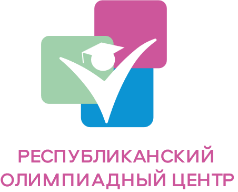 РЕСПУБЛИКАНСКИЙ
ОЛИМПИАДНЫЙ ЦЕНТР